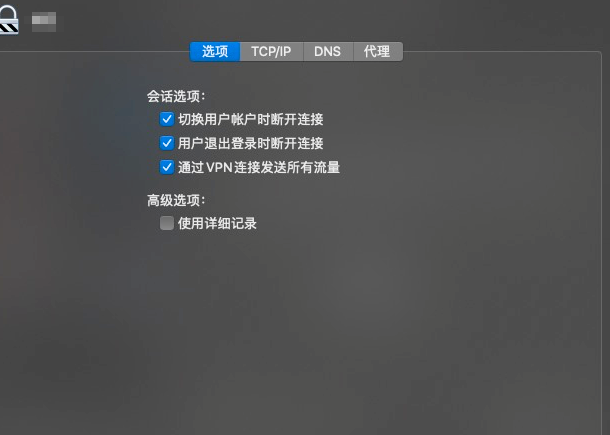 选项 TCP/IP DNS 代理
会话选项：
切换用户帐户时断开连接
用户退出登录时断开连接
通过 VPN 连接发送所有流量
高级选项：
使用详细记录